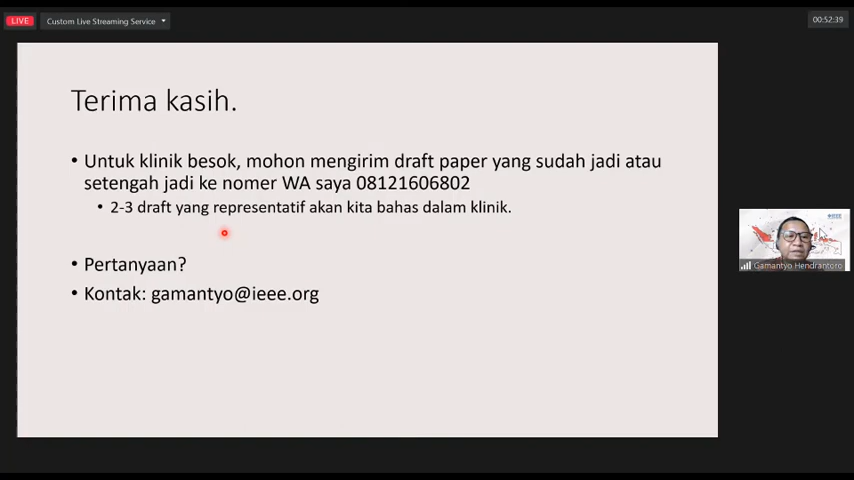 LIVE
Custom Live Streaming Service
00:52:39
Terima kasih.
• Untuk klinik besok, mohon mengirim draft paper yang sudah jadi atau
setengah jadi ke nomer WA saya 08121606802
• 2-3 draft yang representatif akan kita bahas dalam klinik.
• Pertanyaan?
• Kontak: gamantyo@ieee.org
IEEE
Gamantyo Hendrantoro